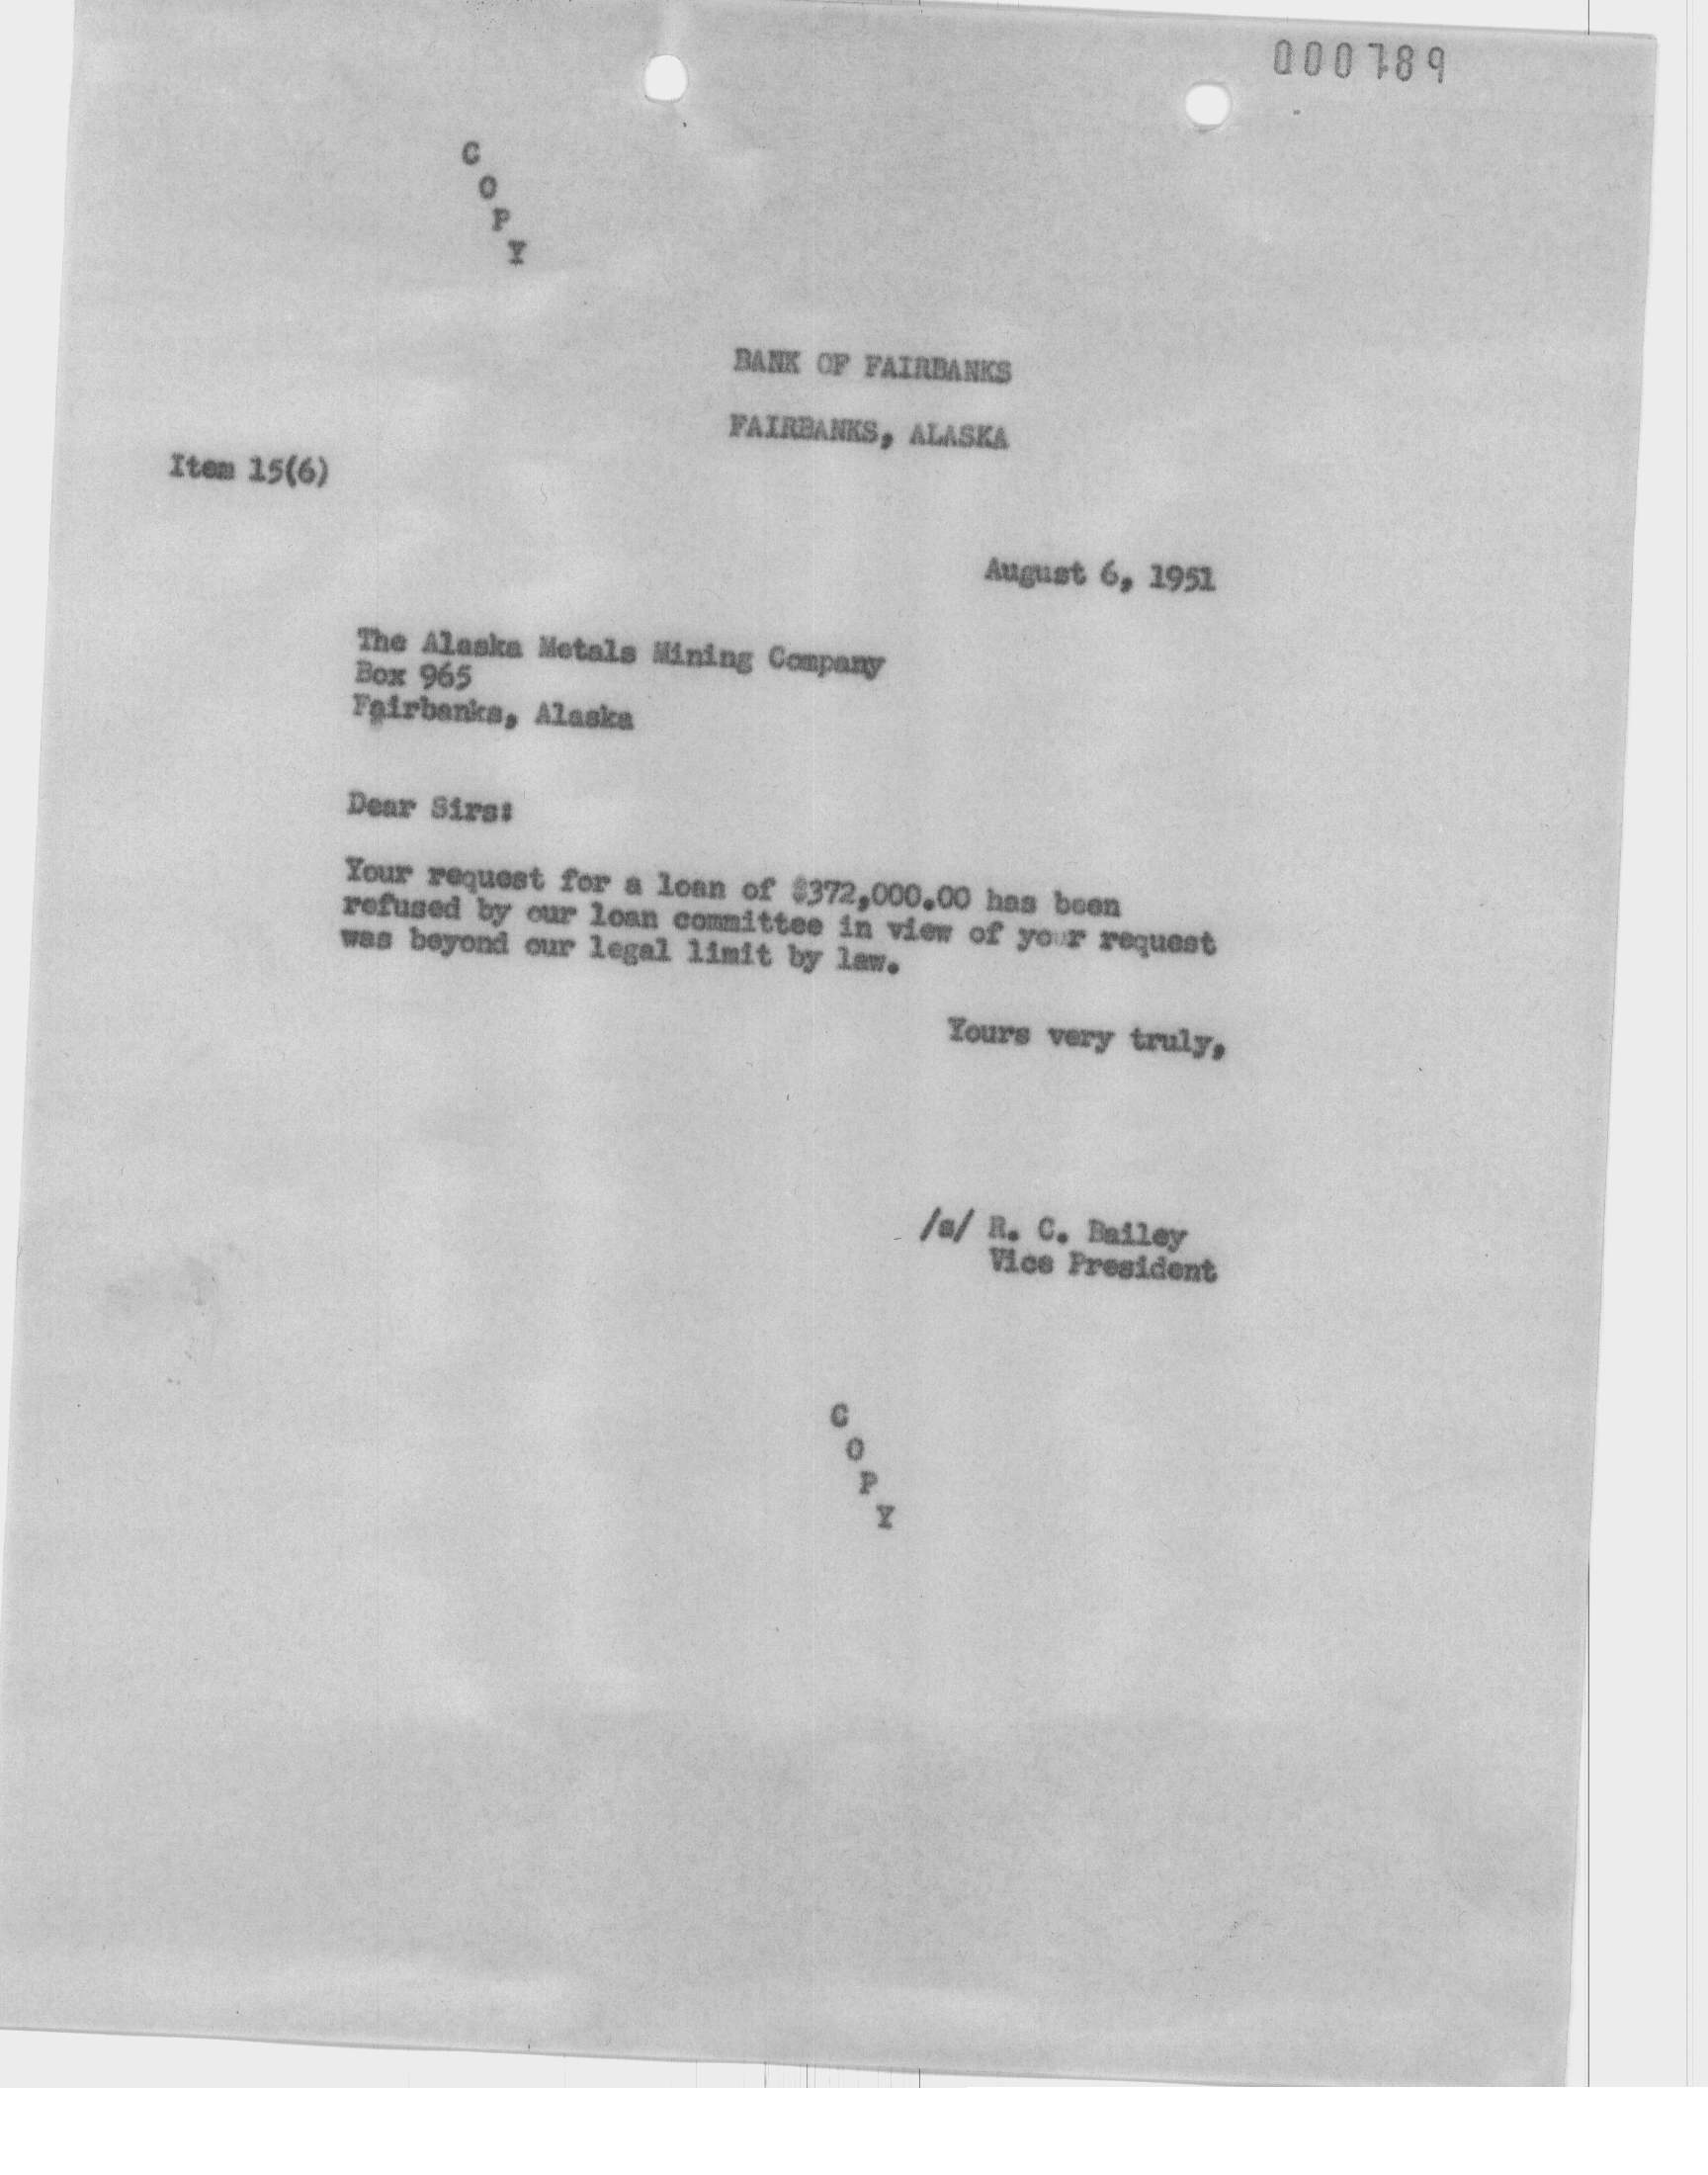 000789
C
O
P
Y
BANK OF FAIRBANKS
FAIRBANKS, ALASKA
Item 15(6)
August 6, 1951
The Alaska Metals Mining Company
Box 965
Fairbanks, Alaska
Dear Sirs:
Your request for a loan of $372,000.00 has been
refused by our loan committee in view of your request
was beyond our legal limit by law.
Yours very truly,
/s/ R. C. Bailey
Vice President
C
O
P
Y